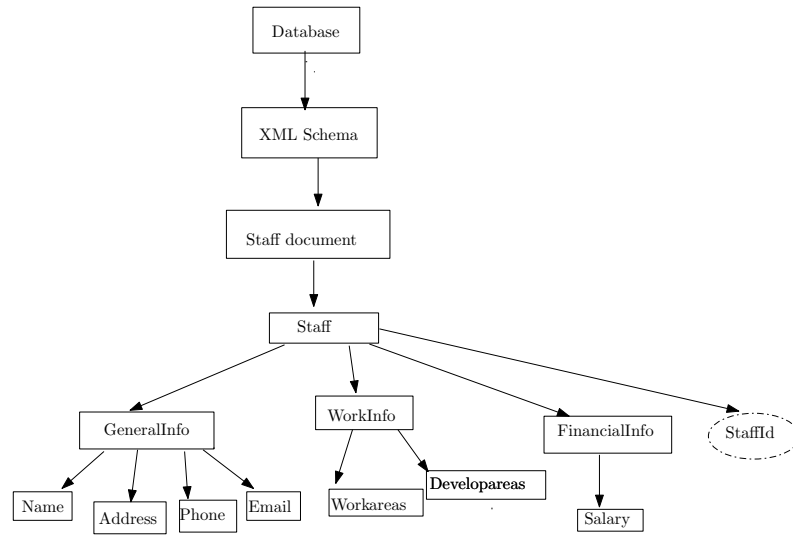 Database
XML Schema
Staff document
Staff
GeneralInfo
WorkInfo
FinancialInfo
StaffId
Name
Address
Phone
Email
Workareas
Developareas
Salary